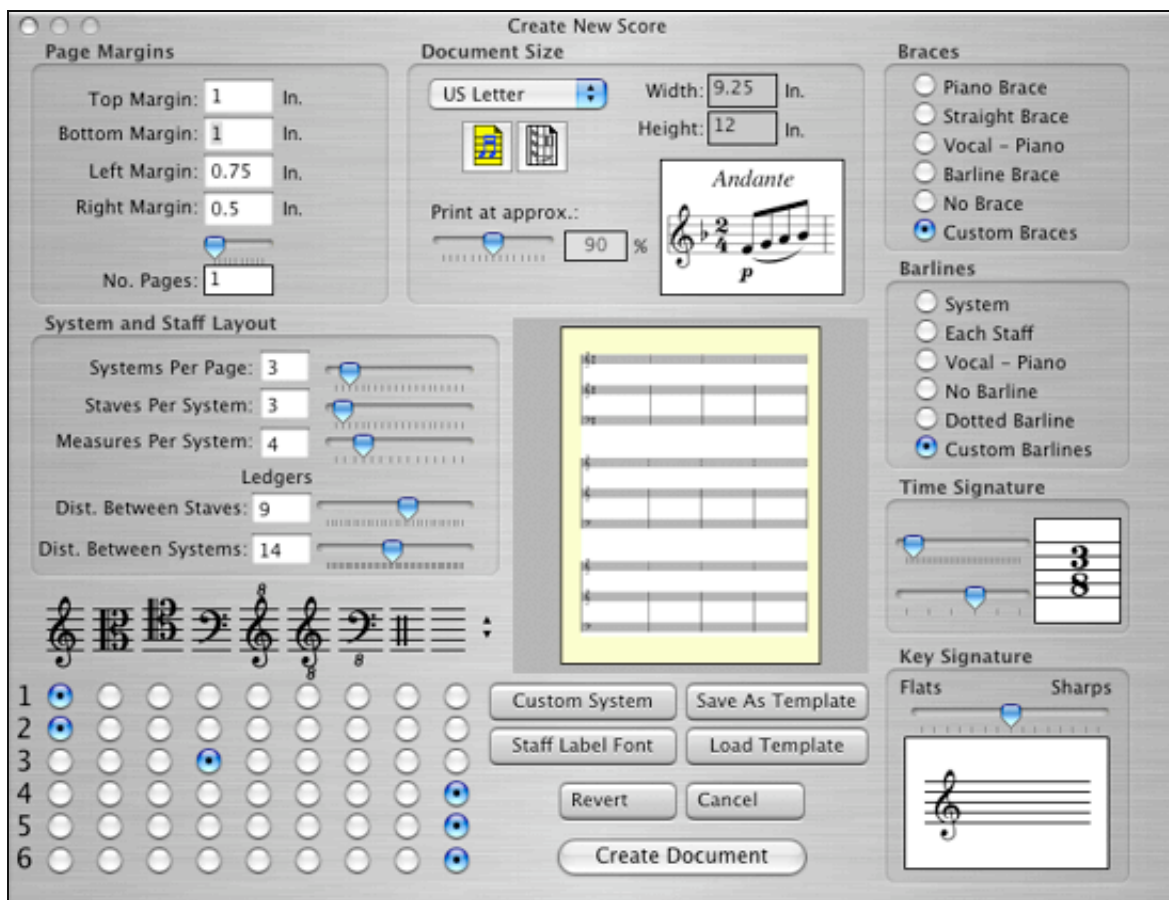 Create New Score
Page Margins
Top Margin: 1 In.
Bottom Margin: 1 In.
Left Margin: 0.75 In.
Right Margin: 0.5 In.
No. Pages: 1
Document Size
US Letter
Width: 9.25 In.
Height: 12 In.
Print at approx.:
90 %
Andante
2
4
p
Braces
Piano Brace
Straight Brace
Vocal – Piano
Barline Brace
No Brace
Custom Braces
Barlines
System
Each Staff
Vocal – Piano
No Barline
Dotted Barline
Custom Barlines
System and Staff Layout
Systems Per Page: 3
Staves Per System: 3
Measures Per System: 4
Ledgers
Dist. Between Staves: 9
Dist. Between Systems: 14
Time Signature
3
8
8
8
8
1
2
3
4
5
6
Custom System
Save As Template
Staff Label Font
Load Template
Revert
Cancel
Create Document
Key Signature
Flats Sharps